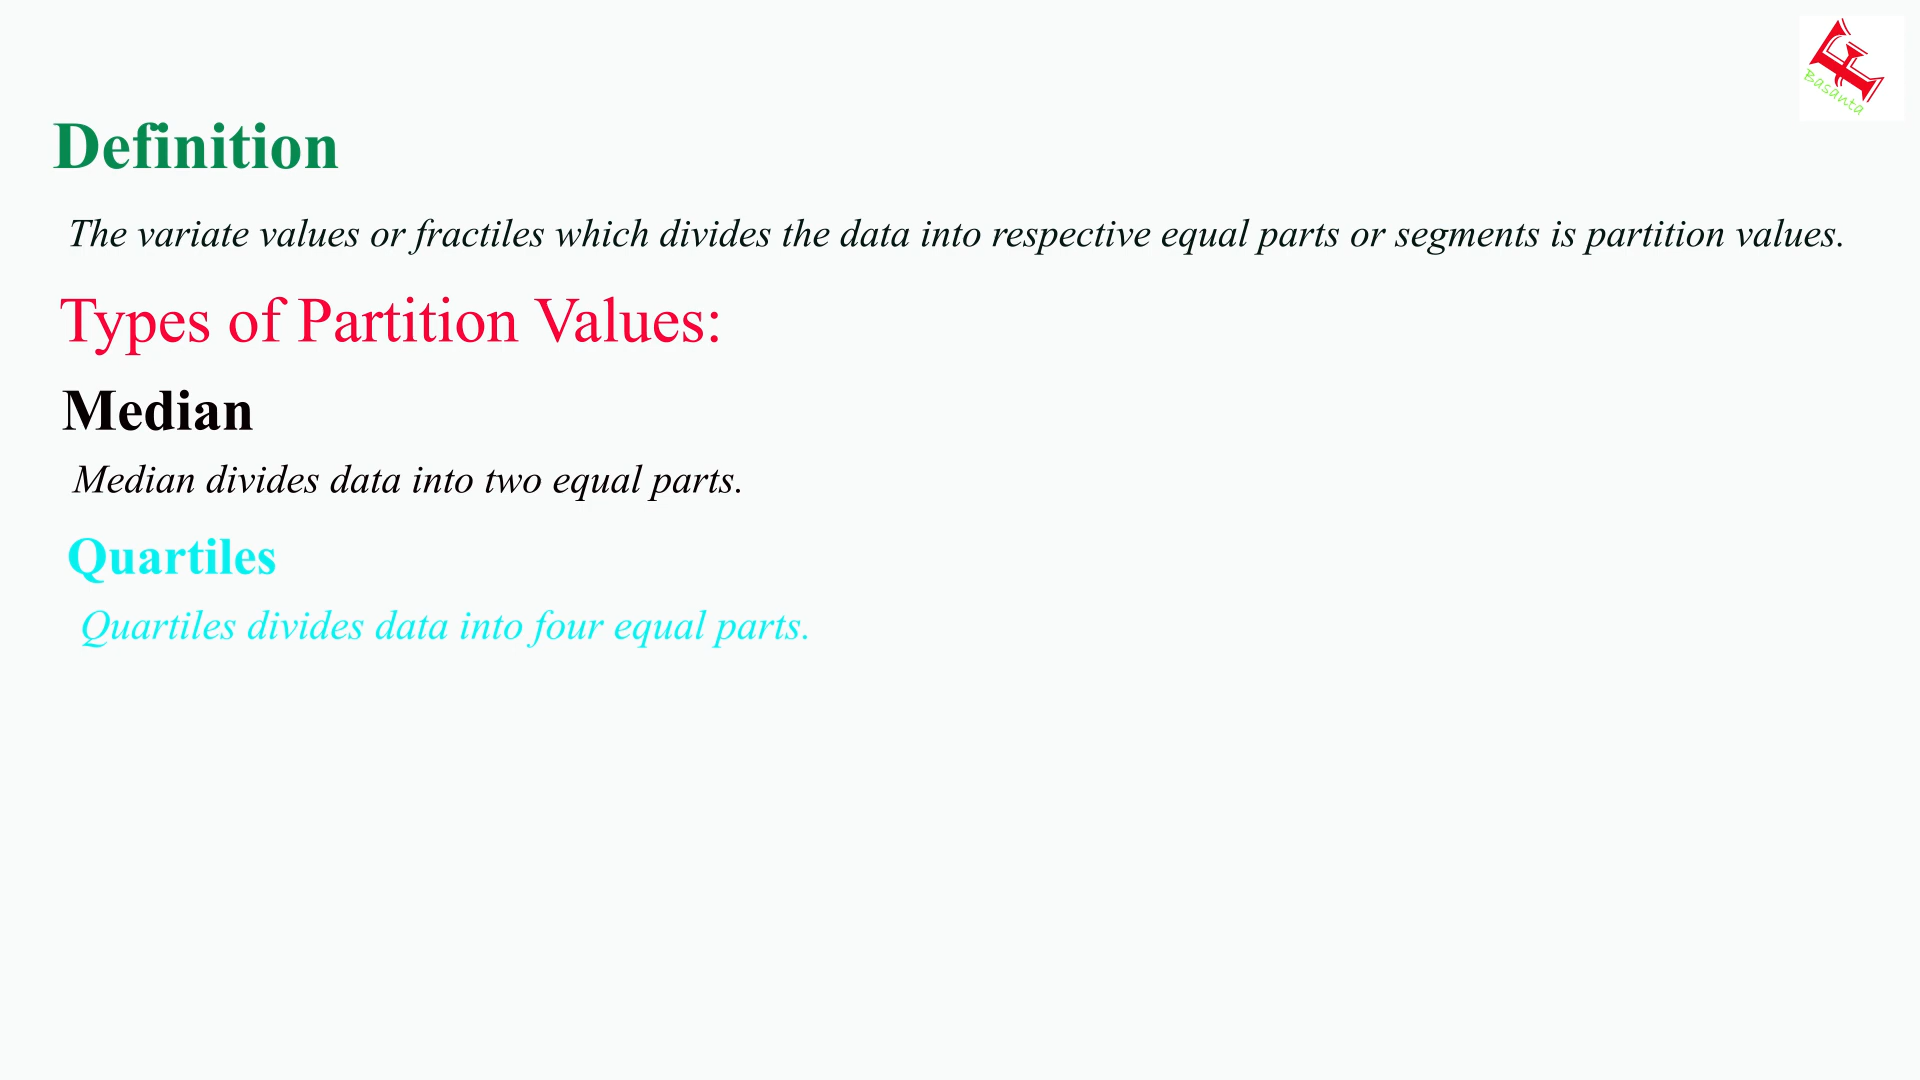 Basanta
Definition
The variate values or fractiles which divides the data into respective equal parts or segments is partition values.
Types of Partition Values:
Median
Median divides data into two equal parts.
Quartiles
Quartiles divides data into four equal parts.